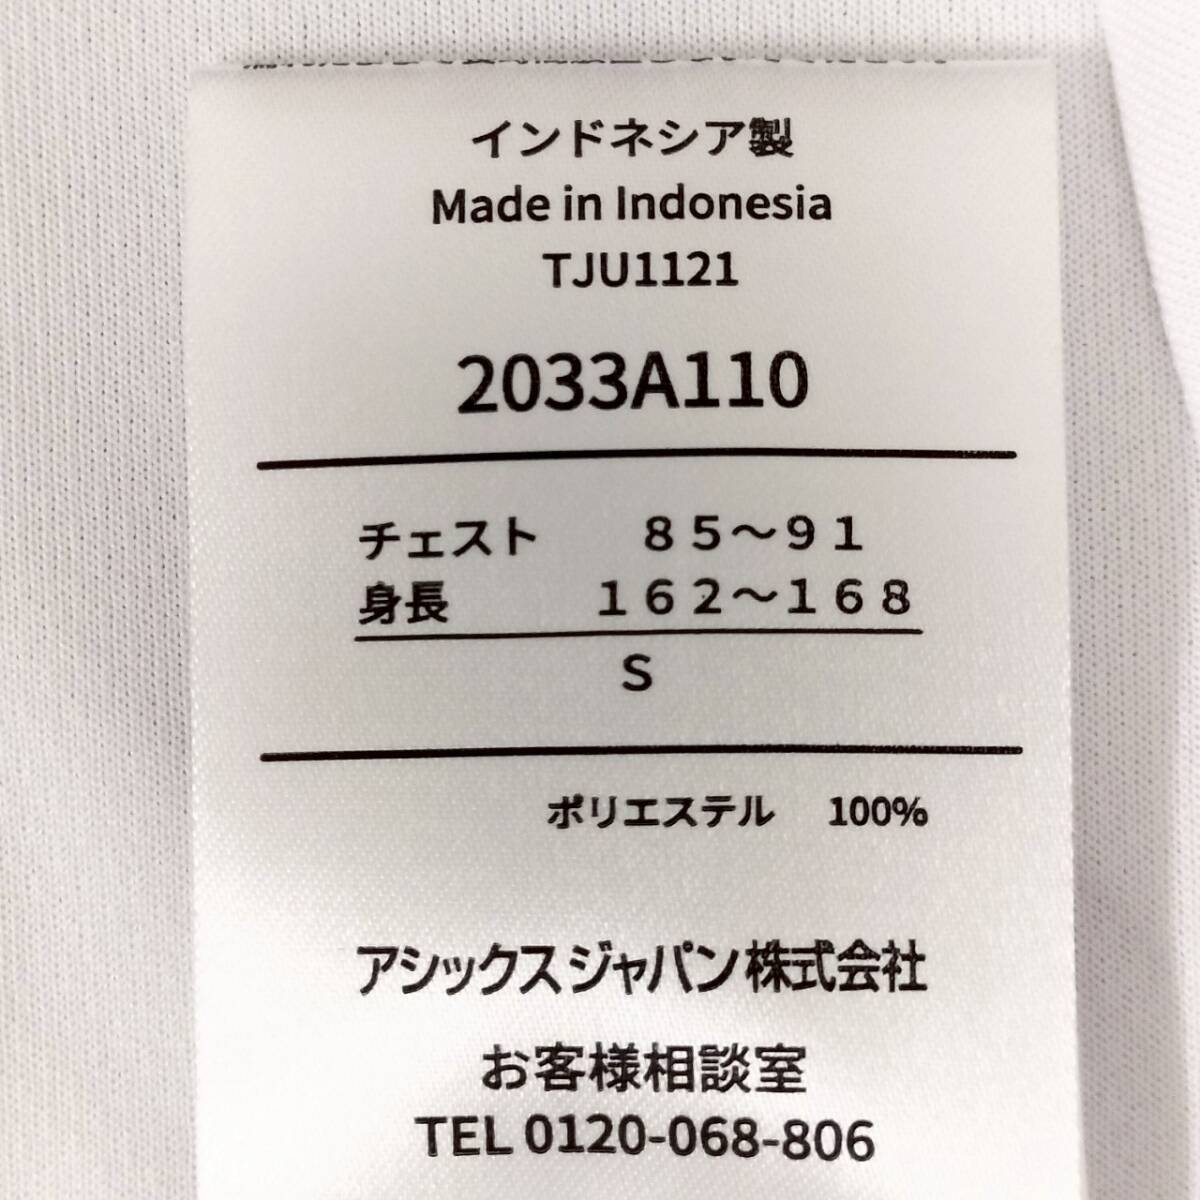 インドネシア製
Made in Indonesia
TJU1121
2033A110
チェスト ８５～９１
身長 １６２～１６８
S
ポリエステル 100%
アシックスジャパン株式会社
お客様相談室
TEL 0120-068-806